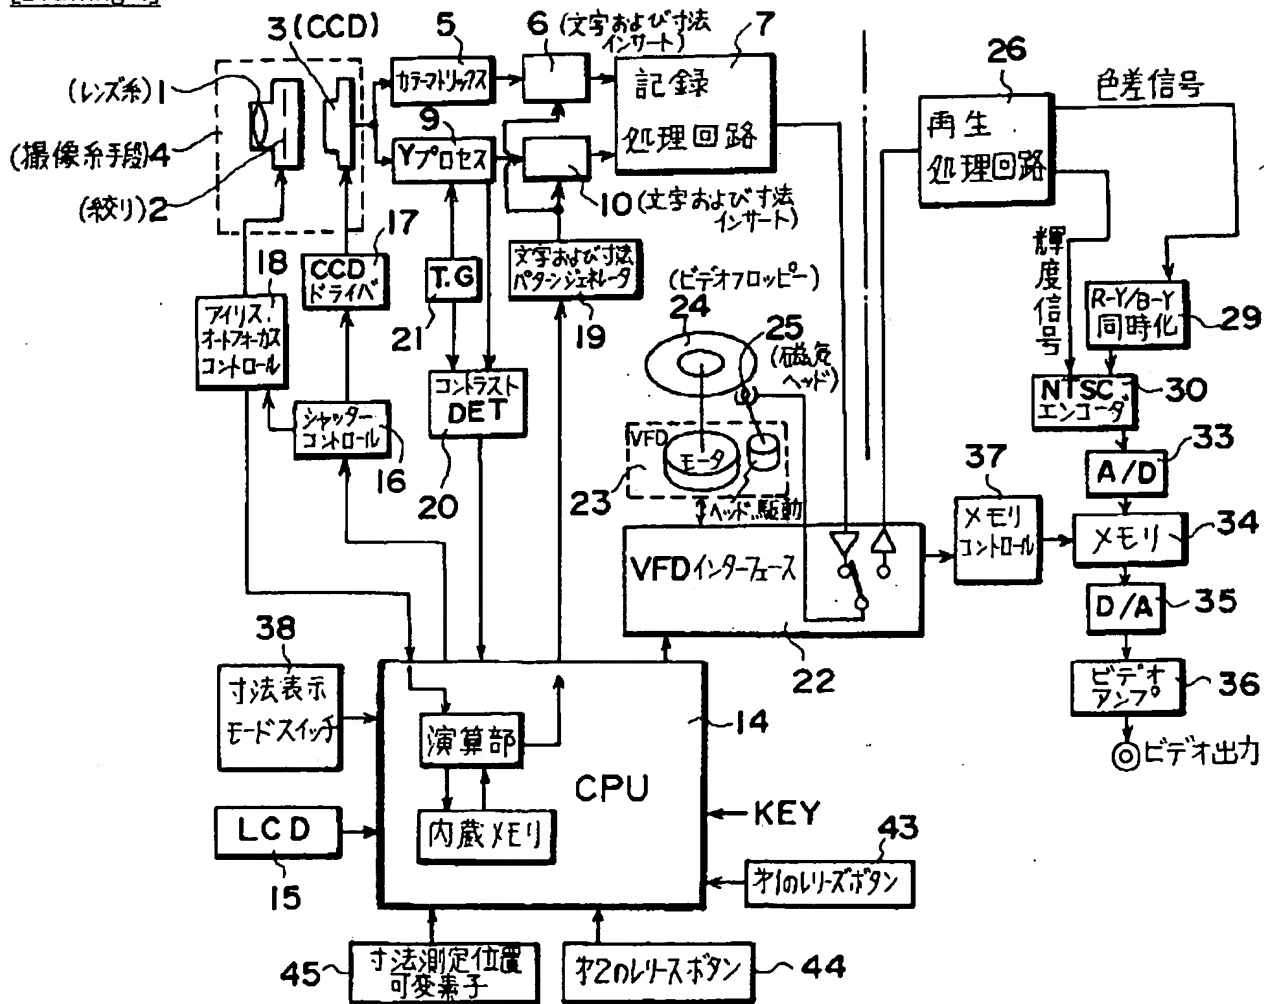 3(CCD)
5
6
(文字および寸法
インサート)
7
26
色差信号
(レンズ系)1
カラーマトリックス
記録
処理回路
再生
処理回路
9
Yプロセス
(撮像系手段)4
10(文字および寸法
インサート)
(絞り)2
17
輝度信号
18
CCD
ドライバ
T.G
21
文字および寸法
パターンジェネレータ
19
(ビデオフロッピー)
24
25
(磁気
ヘッド)
R-Y/B-Y
同時化
29
アイリス,
オートフォーカス
コントロール
コントラスト
DET
20
NTSC
エンコーダ
30
シャッター
コントロール
16
VFD
モータ
23
ヘッド駆動
37
メモリ
コントロール
A/D
33
メモリ
34
VFDインターフェース
22
D/A
35
38
寸法表示
モードスイッチ
ビデオ
アンプ
36
14
演算部
CPU
ビデオ出力
内蔵メモリ
KEY
LCD
15
43
才1のレリーズボタン
45
寸法測定位置
可変素子
才2のレリースボタン
44